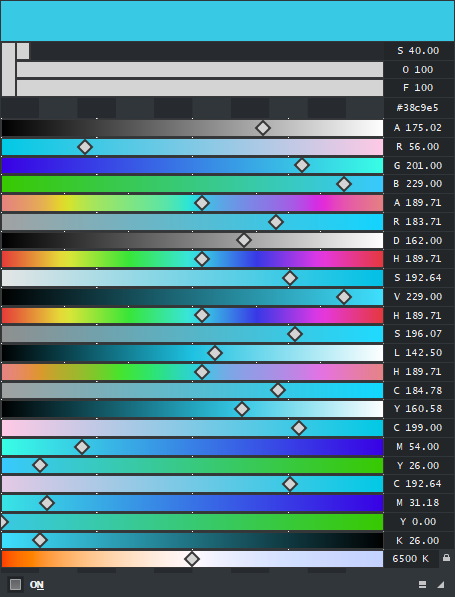 S 40.00
O 100
F 100
#38c9e5
A 175.02
R 56.00
G 201.00
B 229.00
A 189.71
R 183.71
D 162.00
H 189.71
S 192.64
V 229.00
H 189.71
S 196.07
L 142.50
H 189.71
C 184.78
Y 160.58
C 199.00
M 54.00
Y 26.00
C 192.64
M 31.18
Y 0.00
K 26.00
6500 K
ON